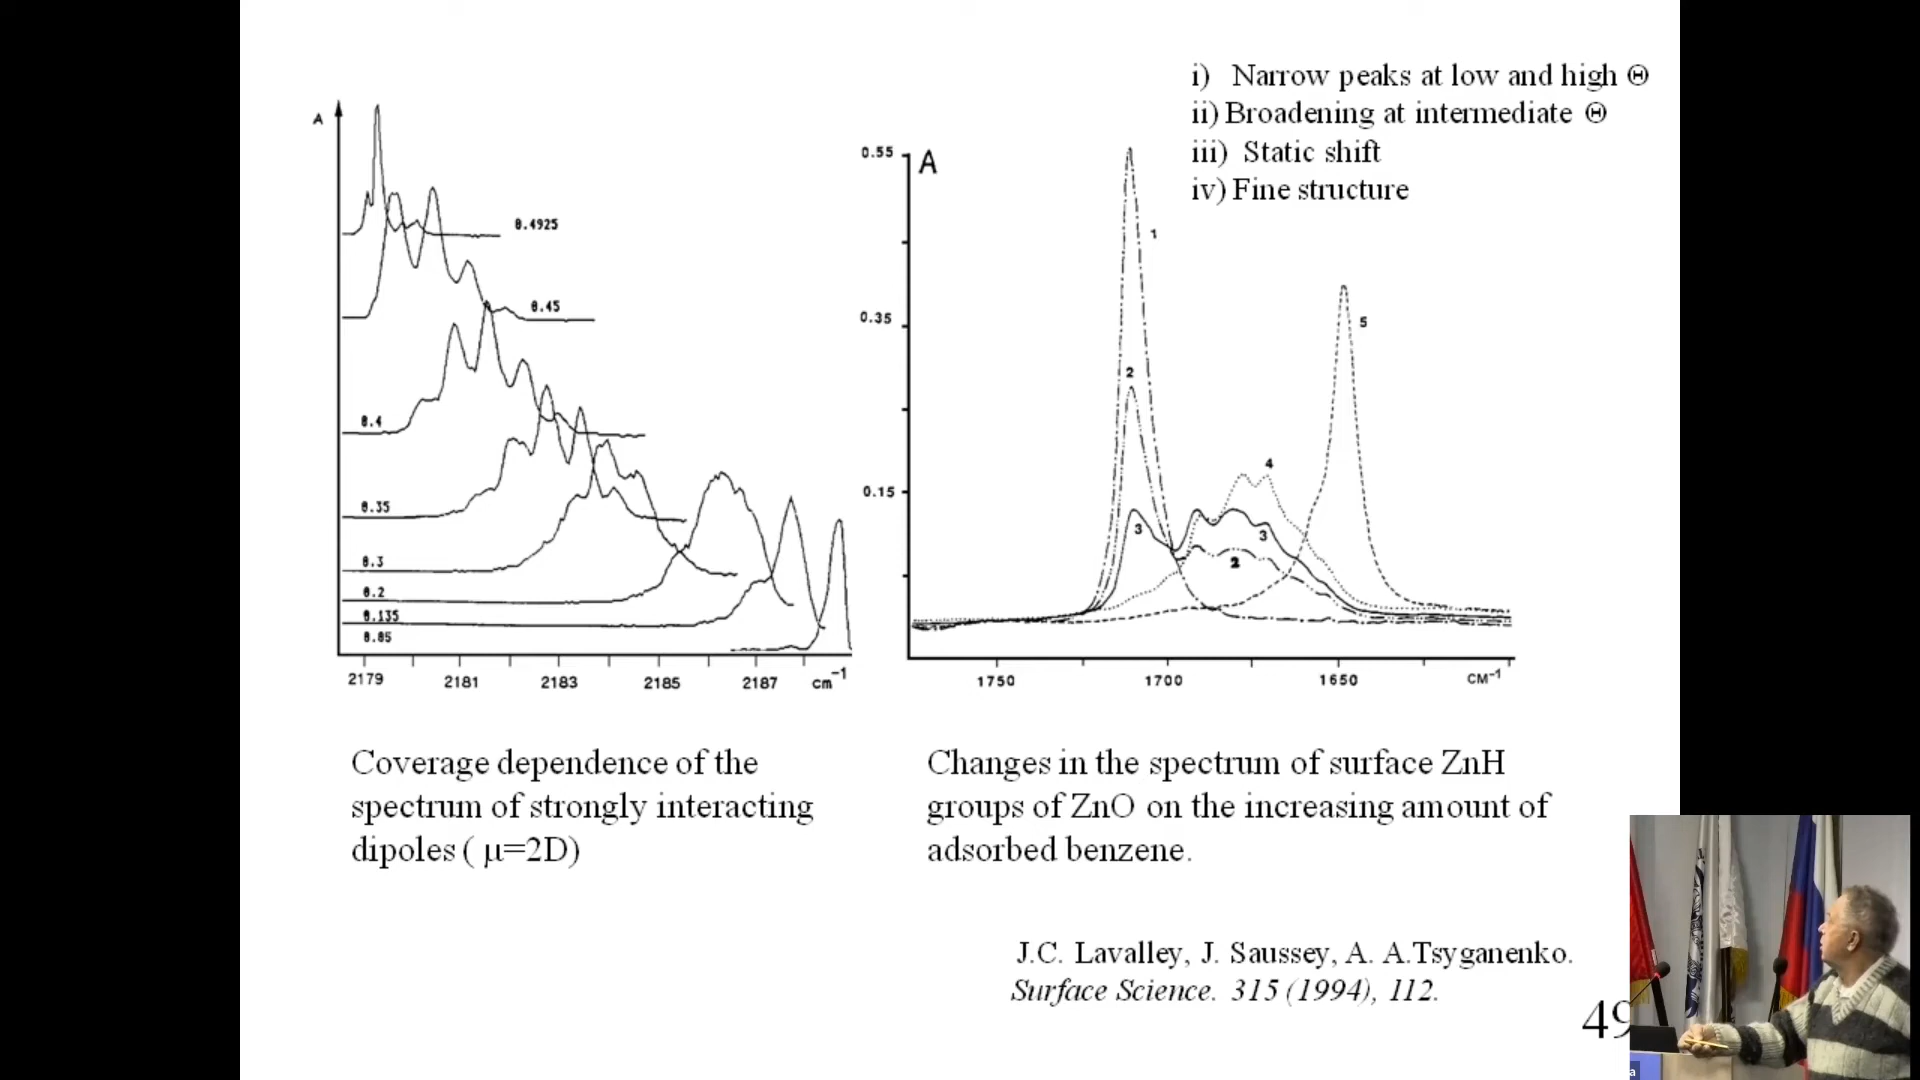 i) Narrow peaks at low and high Θ
ii) Broadening at intermediate Θ
iii) Static shift
iv) Fine structure
A
0.4925
0.45
0.4
0.35
0.3
0.2
0.135
0.05
2179 2181 2183 2185 2187 cm⁻¹
A
0.55
0.35
0.15
1
2
3
4
5
3
2
1750 1700 1650 CM⁻¹
Coverage dependence of the
spectrum of strongly interacting
dipoles ( μ=2D)
Changes in the spectrum of surface ZnH
groups of ZnO on the increasing amount of
adsorbed benzene.
J.C. Lavalley, J. Saussey, A. A.Tsyganenko.
Surface Science. 315 (1994), 112.
49